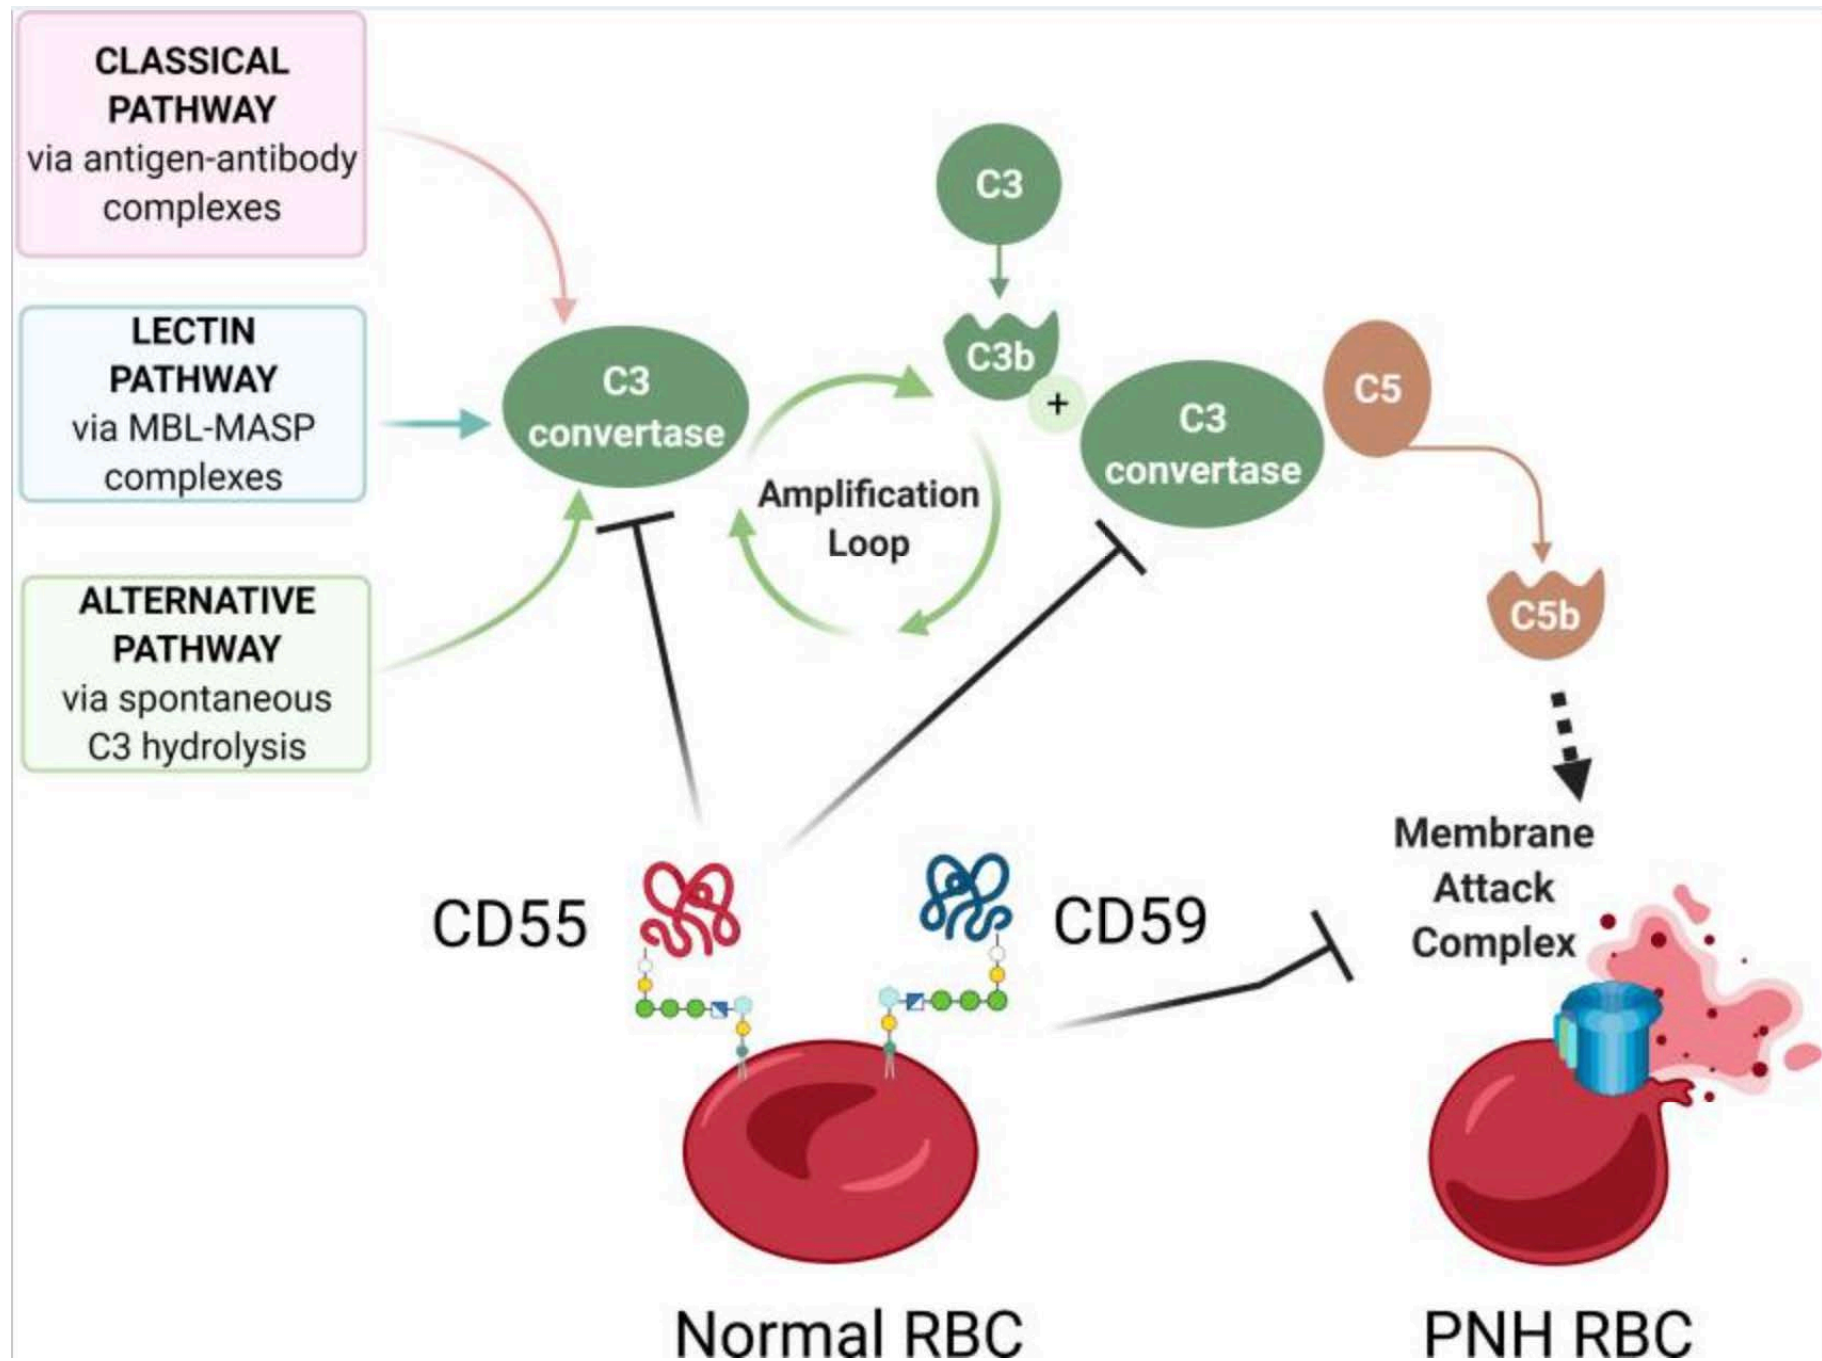 CLASSICAL
PATHWAY
via antigen-antibody
complexes
LECTIN
PATHWAY
via MBL-MASP
complexes
ALTERNATIVE
PATHWAY
via spontaneous
C3 hydrolysis
C3
convertase
Amplification
Loop
C3
C3b
+
C3
convertase
C5
C5b
Membrane
Attack
Complex
CD55
CD59
Normal RBC
PNH RBC